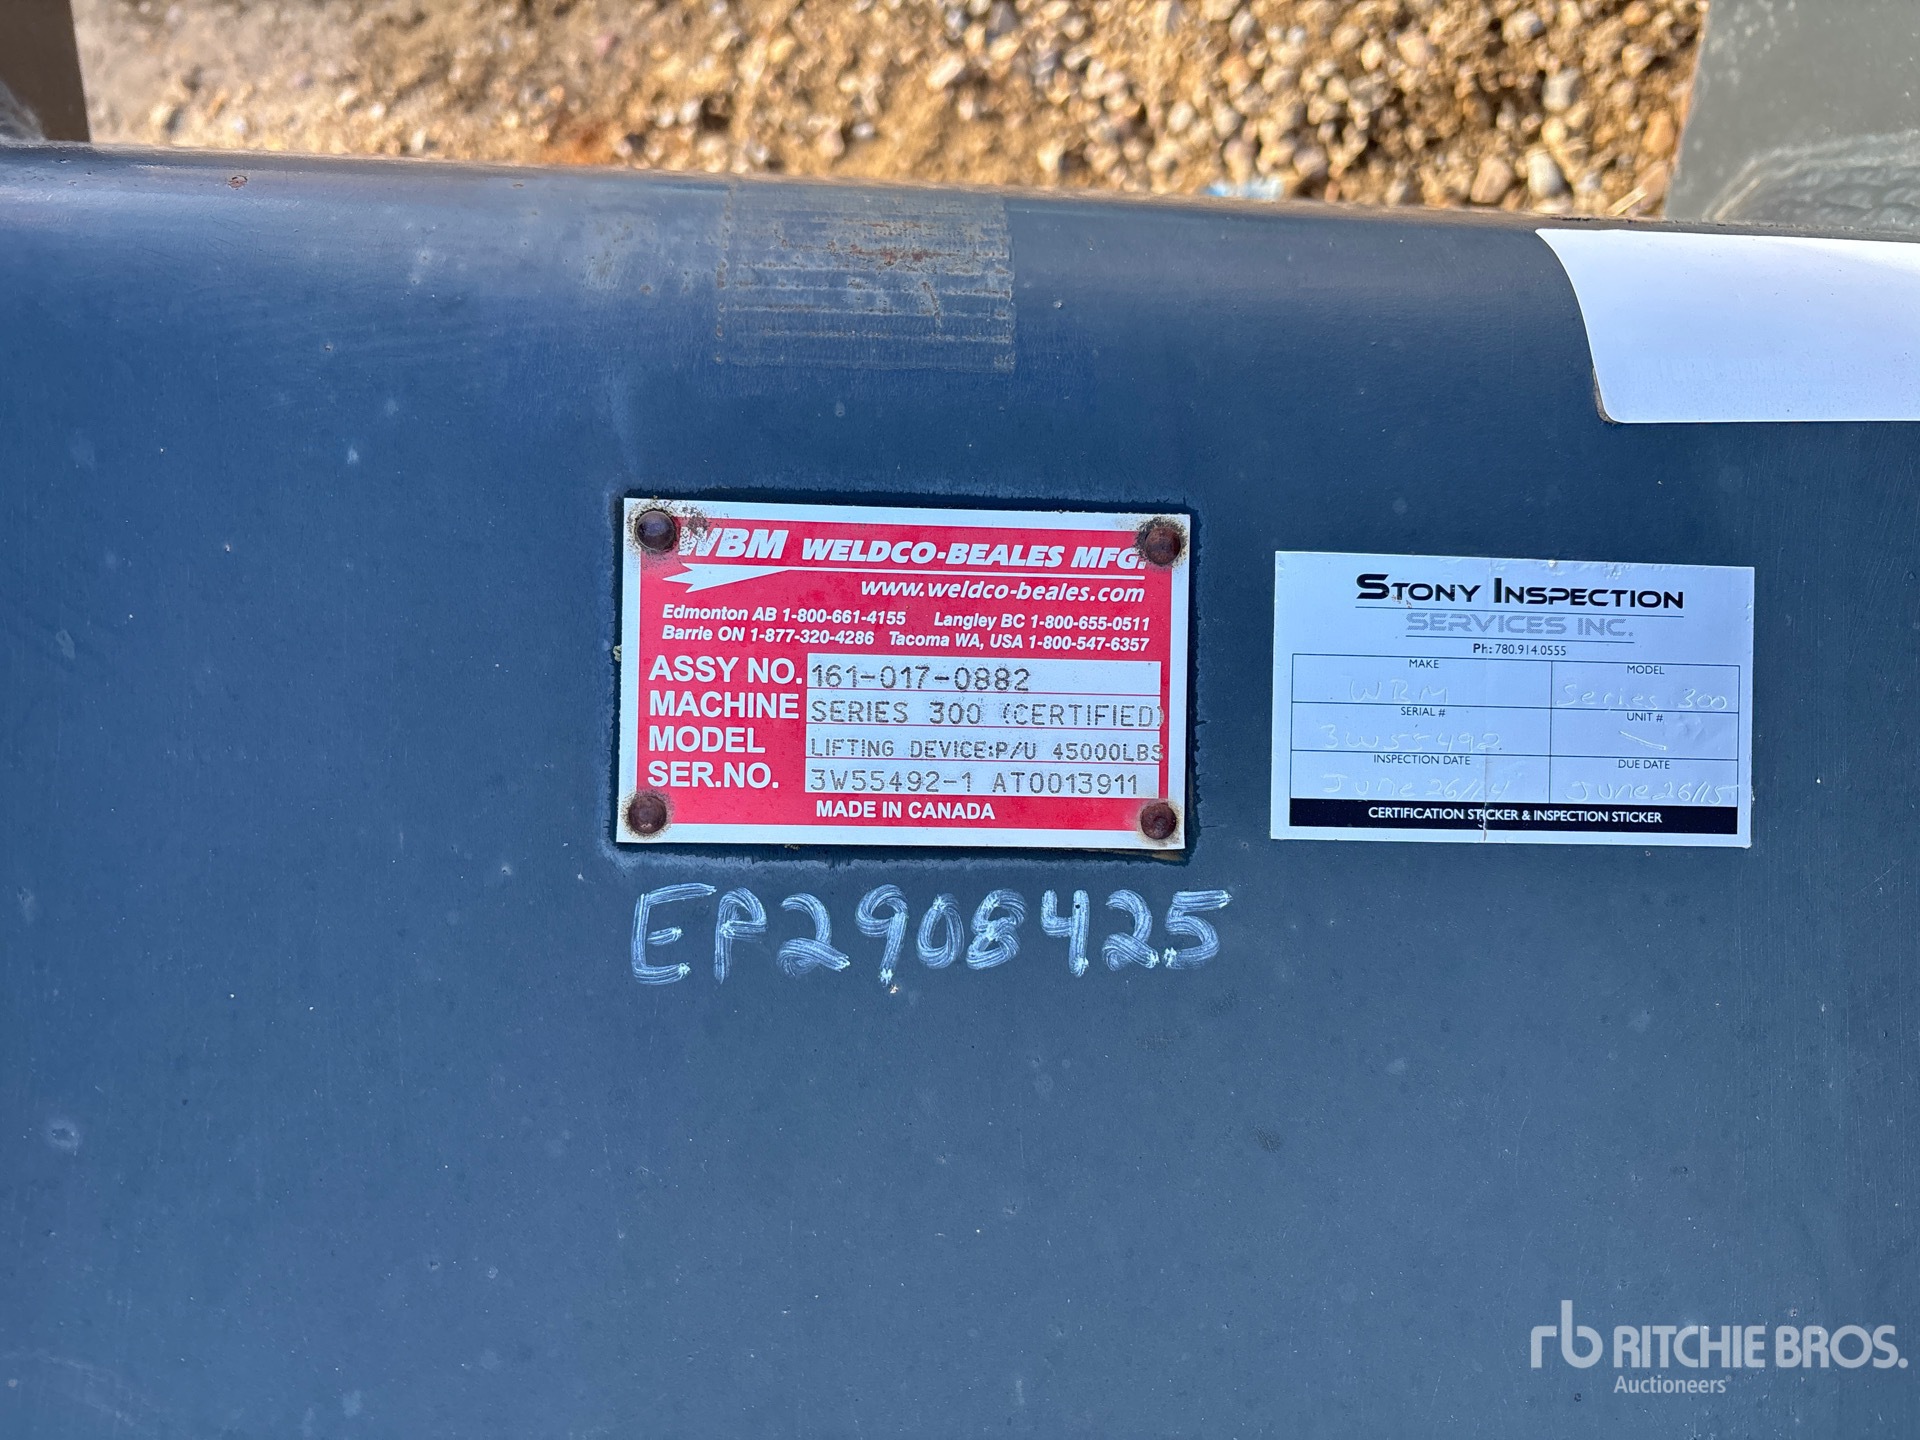 WBM WELDCO-BEALES MFG.
www.weldco-beales.com
Edmonton AB 1-800-661-4155 Langley BC 1-800-655-0511
Barrie ON 1-877-320-4286 Tacoma WA, USA 1-800-547-6357
ASSY NO. 161-017-0882
MACHINE SERIES 300 (CERTIFIED)
MODEL LIFTING DEVICE:P/U 45000LBS
SER.NO. 3W55492-1 AT0013911
MADE IN CANADA
STONY INSPECTION
SERVICES INC.
Ph: 780.914.0555
MAKE MODEL
WBM Series 300
SERIAL # UNIT #
3W55492 —
INSPECTION DATE DUE DATE
June 26/14 June 26/15
CERTIFICATION STICKER & INSPECTION STICKER
EP2908425
rb RITCHIE BROS.
Auctioneers